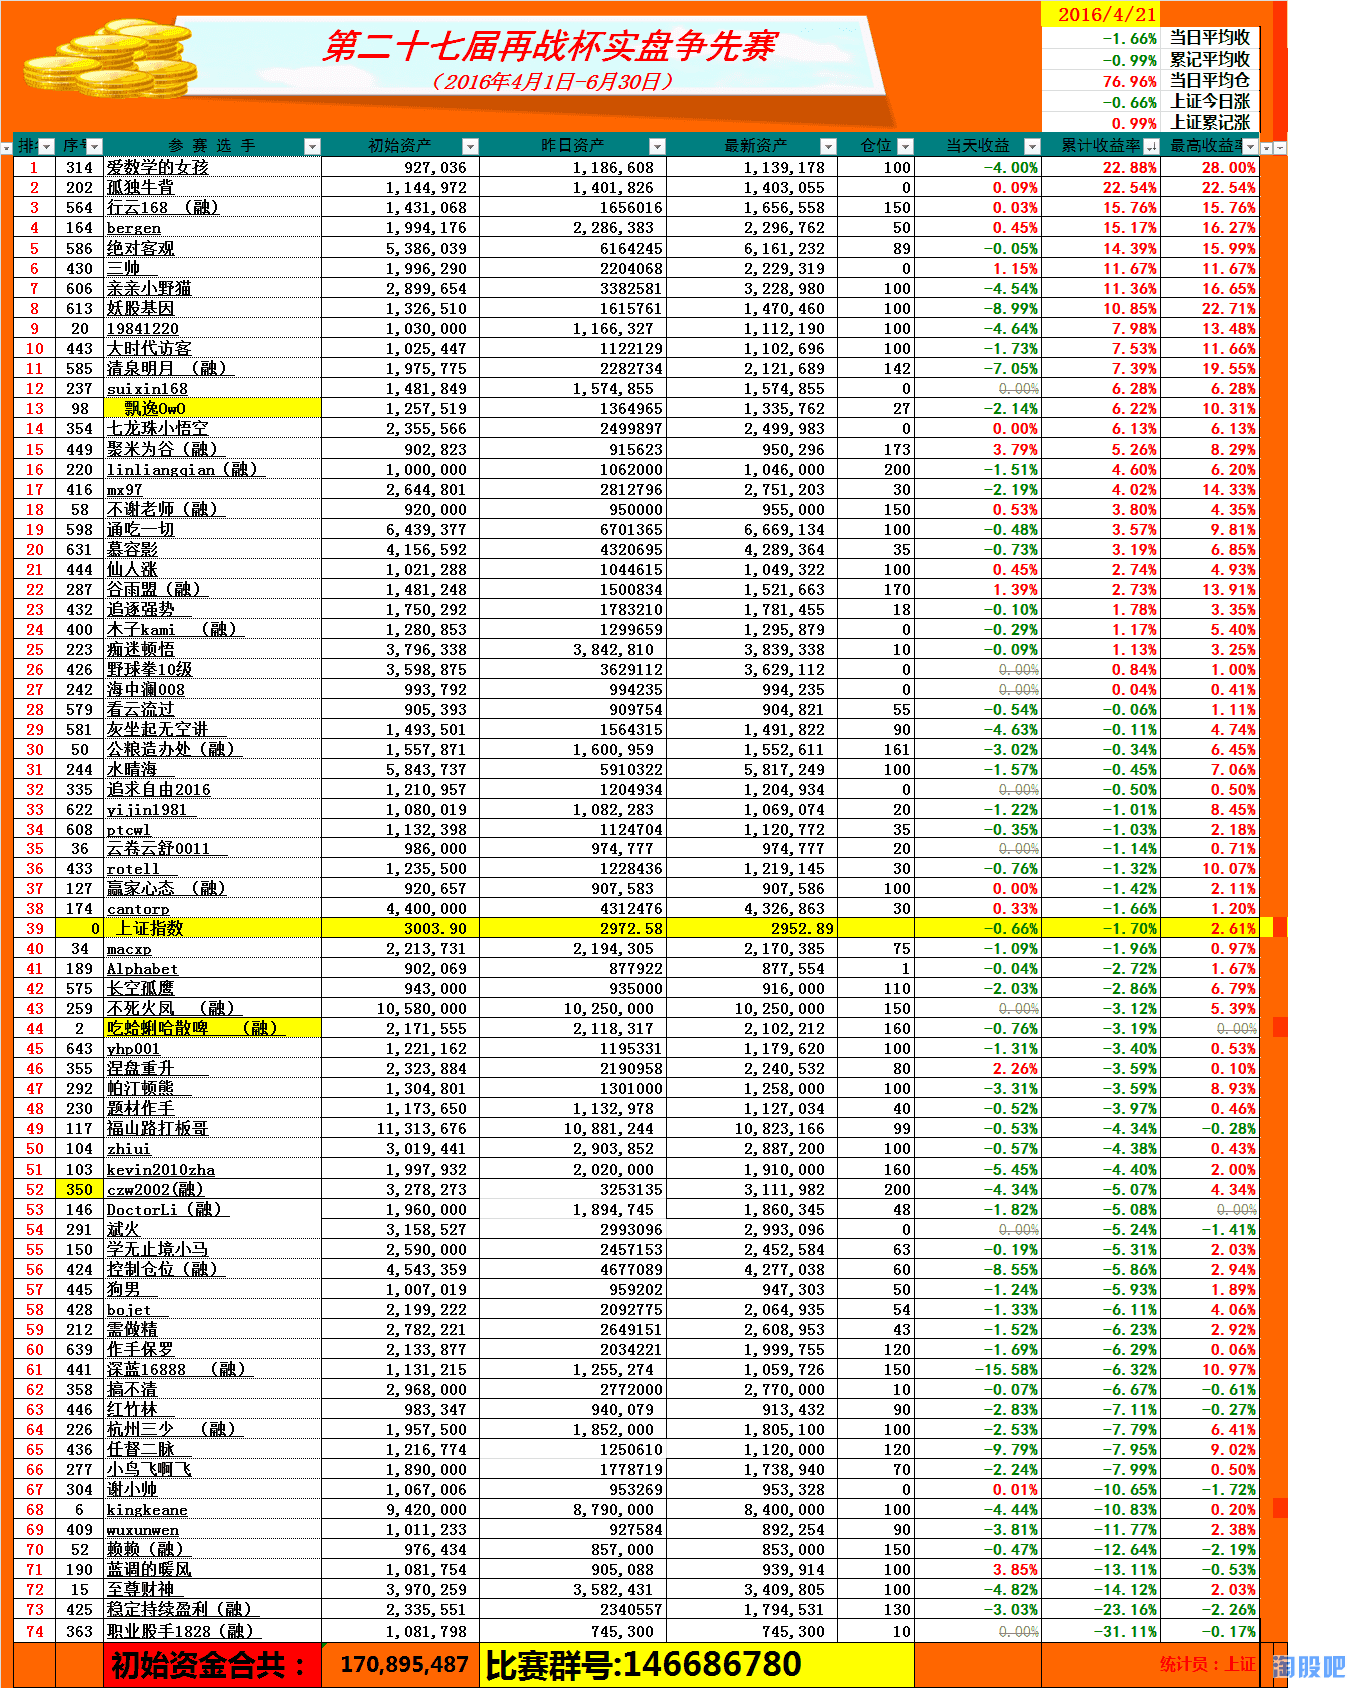 第二十七届再战杯实盘争先赛
（2016年4月1日-6月30日）
2016/4/21
-1.66% 当日平均收
-0.99% 累记平均收
76.96% 当日平均仓
-0.66% 上证今日涨
0.99% 上证累记涨
排 序号 参 赛 选 手 初始资产 昨日资产 最新资产 仓位 当天收益 累计收益率 最高收益率
1 314 爱数学的女孩 927,036 1,186,608 1,139,178 100 -4.00% 22.88% 28.00%
2 202 孤独牛背 1,144,972 1,401,826 1,403,055 0 0.09% 22.54% 22.54%
3 564 行云168 （融） 1,431,068 1656016 1,656,558 150 0.03% 15.76% 15.76%
4 164 bergen 1,994,176 2,286,383 2,296,762 50 0.45% 15.17% 16.27%
5 586 绝对客观 5,386,039 6164245 6,161,232 89 -0.05% 14.39% 15.99%
6 430 三帅 1,996,290 2204068 2,229,319 0 1.15% 11.67% 11.67%
7 606 亲亲小野猫 2,899,654 3382581 3,228,980 100 -4.54% 11.36% 16.65%
8 613 妖股基因 1,326,510 1615761 1,470,460 100 -8.99% 10.85% 22.71%
9 20 19841220 1,030,000 1,166,327 1,112,190 100 -4.64% 7.98% 13.48%
10 443 大时代访客 1,025,447 1122129 1,102,696 100 -1.73% 7.53% 11.66%
11 585 清泉明月 （融） 1,975,775 2282734 2,121,689 142 -7.05% 7.39% 19.55%
12 237 suixin168 1,481,849 1,574,855 1,574,855 0 0.00% 6.28% 6.28%
13 98 飘逸OwO 1,257,519 1364965 1,335,762 27 -2.14% 6.22% 10.31%
14 354 七龙珠小悟空 2,355,566 2499897 2,499,983 0 0.00% 6.13% 6.13%
15 449 聚米为谷（融） 902,823 915623 950,296 173 3.79% 5.26% 8.29%
16 220 linliangqian（融） 1,000,000 1062000 1,046,000 200 -1.51% 4.60% 6.20%
17 416 mx97 2,644,801 2812796 2,751,203 30 -2.19% 4.02% 14.33%
18 58 不谢老师（融） 920,000 950000 955,000 150 0.53% 3.80% 4.35%
19 598 通吃一切 6,439,377 6701365 6,669,134 100 -0.48% 3.57% 9.81%
20 631 慕容影 4,156,592 4320695 4,289,364 35 -0.73% 3.19% 6.85%
21 444 仙人涨 1,021,288 1044615 1,049,322 100 0.45% 2.74% 4.93%
22 287 谷雨盟（融） 1,481,248 1500834 1,521,663 170 1.39% 2.73% 13.91%
23 432 追逐强势 1,750,292 1783210 1,781,455 18 -0.10% 1.78% 3.35%
24 400 木子kami （融） 1,280,853 1299659 1,295,879 0 -0.29% 1.17% 5.40%
25 223 痴迷顿悟 3,796,338 3,842,810 3,839,338 10 -0.09% 1.13% 3.25%
26 426 野球拳10级 3,598,875 3629112 3,629,112 0 0.00% 0.84% 1.00%
27 242 海中澜008 993,792 994235 994,235 0 0.00% 0.04% 0.41%
28 579 看云流过 905,393 909754 904,821 55 -0.54% -0.06% 1.11%
29 581 灰坐起无空讲 1,493,501 1564315 1,491,822 90 -4.63% -0.11% 4.74%
30 50 公粮造办处（融） 1,557,871 1,600,959 1,552,611 161 -3.02% -0.34% 6.45%
31 244 水晴海 5,843,737 5910322 5,817,249 100 -1.57% -0.45% 7.06%
32 335 追求自由2016 1,210,957 1204934 1,204,934 0 0.00% -0.50% 0.50%
33 622 yijin1981 1,080,019 1,082,283 1,069,074 20 -1.22% -1.01% 8.45%
34 608 ptcwl 1,132,398 1124704 1,120,772 35 -0.35% -1.03% 2.18%
35 36 云卷云舒0011 986,000 974,777 974,777 20 0.00% -1.14% 0.71%
36 433 rotell 1,235,500 1228436 1,219,145 30 -0.76% -1.32% 10.07%
37 127 赢家心态 （融） 920,657 907,583 907,586 100 0.00% -1.42% 2.11%
38 174 cantorp 4,400,000 4312476 4,326,863 30 0.33% -1.66% 1.20%
39 0 上证指数 3003.90 2972.58 2952.89 -0.66% -1.70% 2.61%
40 34 macxp 2,213,731 2,194,305 2,170,385 75 -1.09% -1.96% 0.97%
41 189 Alphabet 902,069 877922 877,554 1 -0.04% -2.72% 1.67%
42 575 长空孤鹰 943,000 935000 916,000 110 -2.03% -2.86% 6.79%
43 259 不死火凤 （融） 10,580,000 10,250,000 10,250,000 150 0.00% -3.12% 5.39%
44 2 吃蛤蜊哈散啤 （融） 2,171,555 2,118,317 2,102,212 160 -0.76% -3.19% 0.00%
45 643 yhp001 1,221,162 1195331 1,179,620 100 -1.31% -3.40% 0.53%
46 355 涅盘重升 2,323,884 2190958 2,240,532 80 2.26% -3.59% 0.10%
47 292 帕汀顿熊 1,304,801 1301000 1,258,000 100 -3.31% -3.59% 8.93%
48 230 题材作手 1,173,650 1,132,978 1,127,034 40 -0.52% -3.97% 0.46%
49 117 福山路打板哥 11,313,676 10,881,244 10,823,166 99 -0.53% -4.34% -0.28%
50 104 zhiui 3,019,441 2,903,852 2,887,200 100 -0.57% -4.38% 0.43%
51 103 kevin2010zha 1,997,932 2,020,000 1,910,000 160 -5.45% -4.40% 2.00%
52 350 czw2002(融） 3,278,273 3253135 3,111,982 200 -4.34% -5.07% 4.34%
53 146 DoctorLi（融） 1,960,000 1,894,745 1,860,345 48 -1.82% -5.08% 0.00%
54 291 斌火 3,158,527 2993096 2,993,096 0 0.00% -5.24% -1.41%
55 150 学无止境小马 2,590,000 2457153 2,452,584 63 -0.19% -5.31% 2.03%
56 424 控制仓位（融） 4,543,359 4677089 4,277,038 60 -8.55% -5.86% 2.94%
57 445 狗男 1,007,019 959202 947,303 50 -1.24% -5.93% 1.89%
58 428 bojet 2,199,222 2092775 2,064,935 54 -1.33% -6.11% 4.06%
59 212 需做精 2,782,221 2649151 2,608,953 43 -1.52% -6.23% 2.92%
60 639 作手保罗 2,133,877 2034221 1,999,755 120 -1.69% -6.29% 0.06%
61 441 深蓝16888 （融） 1,131,215 1,255,274 1,059,726 150 -15.58% -6.32% 10.97%
62 358 搞不清 2,968,000 2772000 2,770,000 10 -0.07% -6.67% -0.61%
63 446 红竹林 983,347 940,079 913,432 90 -2.83% -7.11% -0.27%
64 226 杭州三少 （融） 1,957,500 1,852,000 1,805,100 100 -2.53% -7.79% 6.41%
65 436 任督二脉 1,216,774 1250610 1,120,000 120 -9.79% -7.95% 9.02%
66 277 小鸟飞啊飞 1,890,000 1778719 1,738,940 70 -2.24% -7.99% 0.50%
67 304 谢小帅 1,067,006 953269 953,328 0 0.01% -10.65% -1.72%
68 6 kingkeane 9,420,000 8,790,000 8,400,000 100 -4.44% -10.83% 0.20%
69 409 wuxunwen 1,011,233 927584 892,254 90 -3.81% -11.77% 2.38%
70 52 赖赖（融） 976,434 857,000 853,000 150 -0.47% -12.64% -2.19%
71 190 蓝调的暖风 1,081,754 905,088 939,914 100 3.85% -13.11% -0.53%
72 15 至尊财神 3,970,259 3,582,431 3,409,805 100 -4.82% -14.12% 2.03%
73 425 稳定持续盈利（融） 2,335,551 2340557 1,794,531 130 -3.03% -23.16% -2.26%
74 363 职业股手1828（融） 1,081,798 745,300 745,300 10 0.00% -31.11% -0.17%
初始资金合共： 170,895,487 比赛群号:146686780 统计员：上证
淘股吧